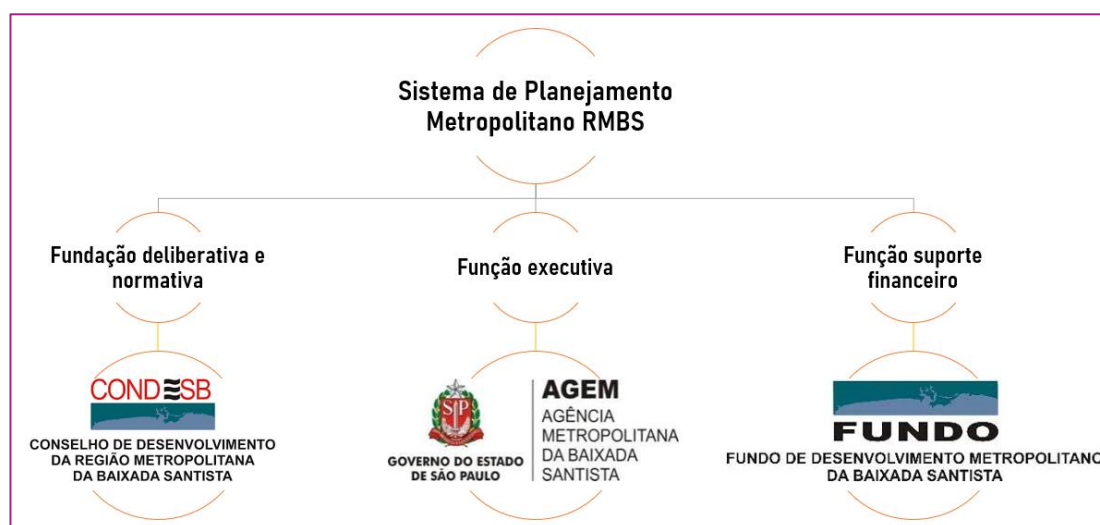 Sistema de Planejamento
Metropolitano RMBS
Fundação deliberativa e
normativa
Função executiva
Função suporte
financeiro
CONDESB
CONSELHO DE DESENVOLVIMENTO
DA REGIÃO METROPOLITANA
DA BAIXADA SANTISTA
SP
GOVERNO DO ESTADO
DE SÃO PAULO
AGEM
AGÊNCIA
METROPOLITANA
DA BAIXADA
SANTISTA
FUNDO
FUNDO DE DESENVOLVIMENTO METROPOLITANO
DA BAIXADA SANTISTA